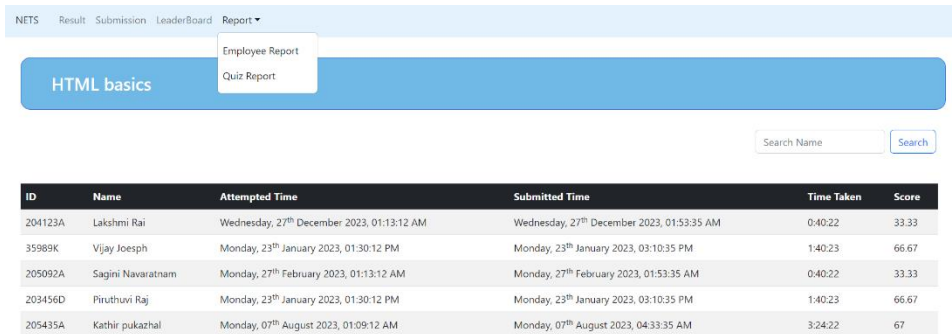 NETS Result Submission LeaderBoard Report
Employee Report
Quiz Report
HTML basics
Search Name Search
ID Name Attempted Time Submitted Time Time Taken Score
204123A Lakshmi Rai Wednesday, 27th December 2023, 01:13:12 AM Wednesday, 27th December 2023, 01:53:35 AM 0:40:22 33.33
35989K Vijay Joesph Monday, 23th January 2023, 01:30:12 PM Monday, 23th January 2023, 03:10:35 PM 1:40:23 66.67
205092A Sagini Navaratnam Monday, 27th February 2023, 01:13:12 AM Monday, 27th February 2023, 01:53:35 AM 0:40:22 33.33
203456D Piruthuvi Raj Monday, 23th January 2023, 01:30:12 PM Monday, 23th January 2023, 03:10:35 PM 1:40:23 66.67
205435A Kathir pukazhal Monday, 07th August 2023, 01:09:12 AM Monday, 07th August 2023, 04:33:35 AM 3:24:22 67